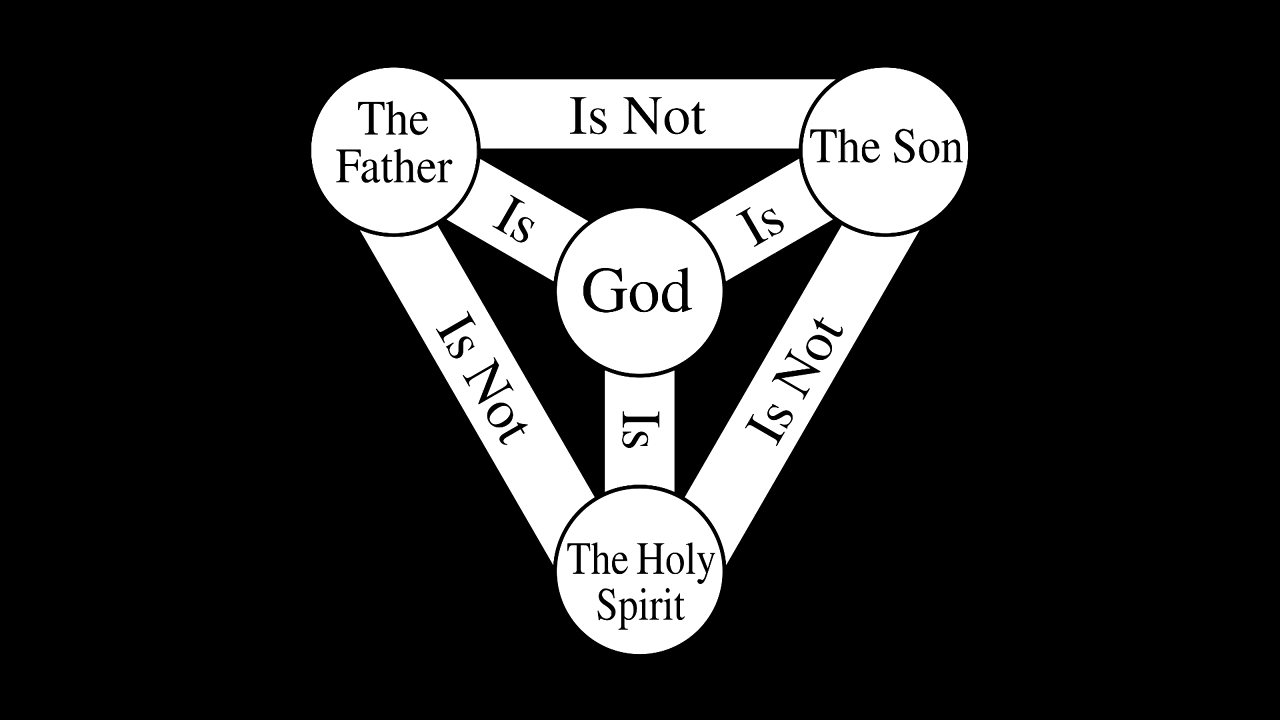 The
Father
Is Not
The Son
Is
Is
God
Is Not
Is Not
Is
The Holy
Spirit